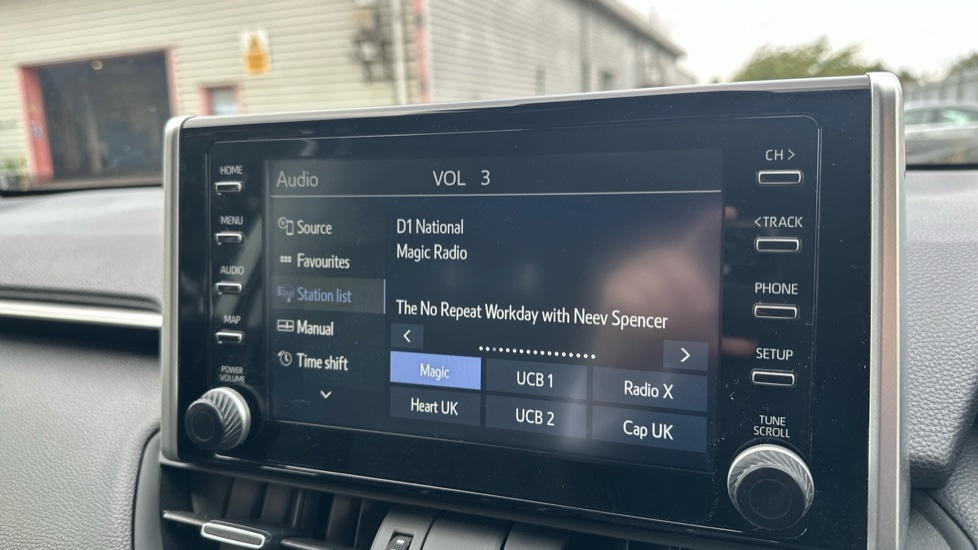 HOME
MENU
AUDIO
MAP
POWER
VOLUME
Audio
VOL 3
Source
Favourites
Station list
Manual
Time shift
D1 National
Magic Radio
The No Repeat Workday with Neev Spencer
<
>
Magic
UCB 1
Radio X
Heart UK
UCB 2
Cap UK
CH >
< TRACK
PHONE
SETUP
TUNE
SCROLL